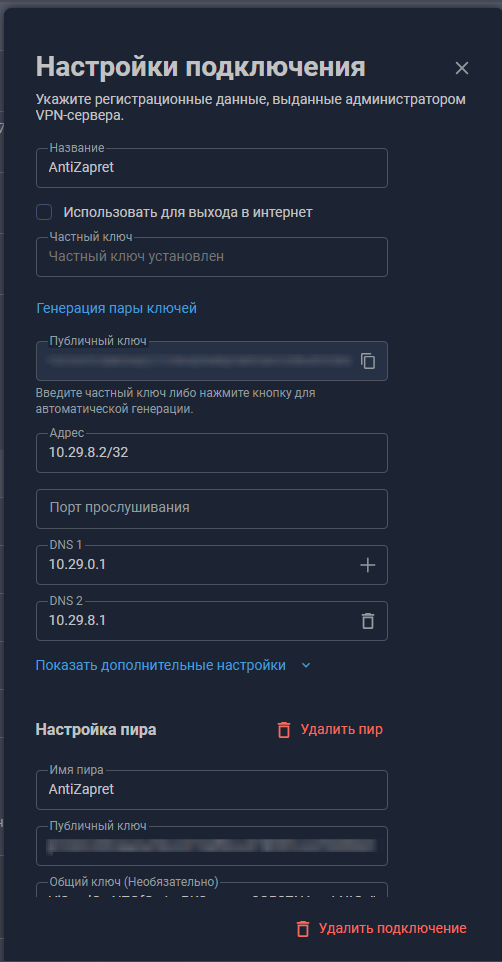 Настройки подключения
Укажите регистрационные данные, выданные администратором
VPN-сервера.
Название
AntiZapret
Использовать для выхода в интернет
Частный ключ
Частный ключ установлен
Генерация пары ключей
Публичный ключ
Введите частный ключ либо нажмите кнопку для
автоматической генерации.
Адрес
10.29.8.2/32
Порт прослушивания
DNS 1
10.29.0.1
DNS 2
10.29.8.1
Показать дополнительные настройки
Настройка пира
Удалить пир
Имя пира
AntiZapret
Публичный ключ
Общий ключ (Необязательно)
Удалить подключение